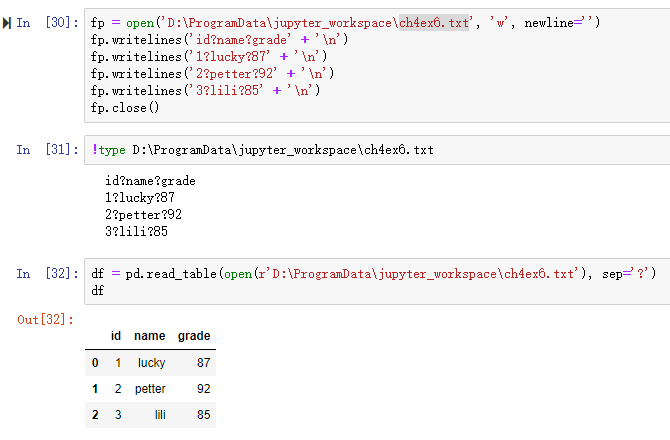 In [30]: fp = open('D:\ProgramData\jupyter_workspace\ch4ex6.txt', 'w', newline='')
fp.writelines('id?name?grade' + '\n')
fp.writelines('1?lucky?87' + '\n')
fp.writelines('2?petter?92' + '\n')
fp.writelines('3?lili?85' + '\n')
fp.close()
In [31]: !type D:\ProgramData\jupyter_workspace\ch4ex6.txt
id?name?grade
1?lucky?87
2?petter?92
3?lili?85
In [32]: df = pd.read_table(open(r'D:\ProgramData\jupyter_workspace\ch4ex6.txt'), sep='?')
df
Out[32]:
id name grade
0 1 lucky 87
1 2 petter 92
2 3 lili 85